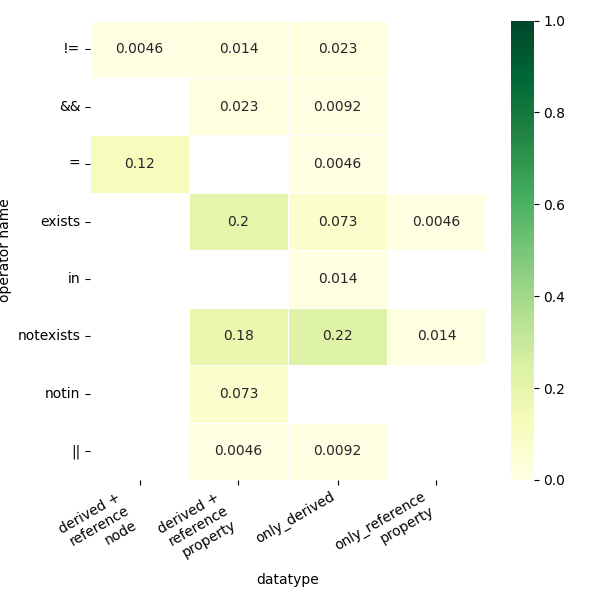 != 0.0046 0.014 0.023
&& 0.023 0.0092
= 0.12 0.0046
exists 0.2 0.073 0.0046
in 0.014
notexists 0.18 0.22 0.014
notin 0.073
|| 0.0046 0.0092
operator name
derived +
reference
node
derived +
reference
property
only_derived
only_reference
property
datatype
1.0
0.8
0.6
0.4
0.2
0.0